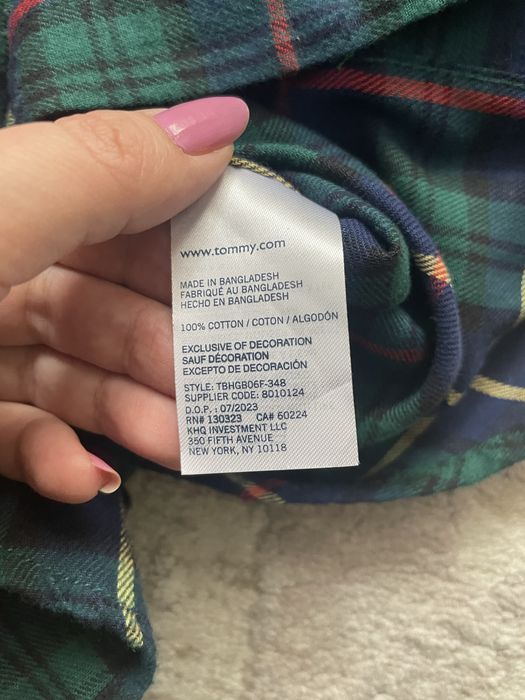 www.tommy.com
MADE IN BANGLADESH
FABRIQUÉ AU BANGLADESH
HECHO EN BANGLADESH
100% COTTON / COTON / ALGODÓN
EXCLUSIVE OF DECORATION
SAUF DÉCORATION
EXCEPTO DE DECORACIÓN
STYLE: TBHGB06F-348
SUPPLIER CODE: 8D10124
D.O.P.: 07/2023
RN# 130323 CA# 60224
KHQ INVESTMENT LLC
350 FIFTH AVENUE
NEW YORK, NY 10118